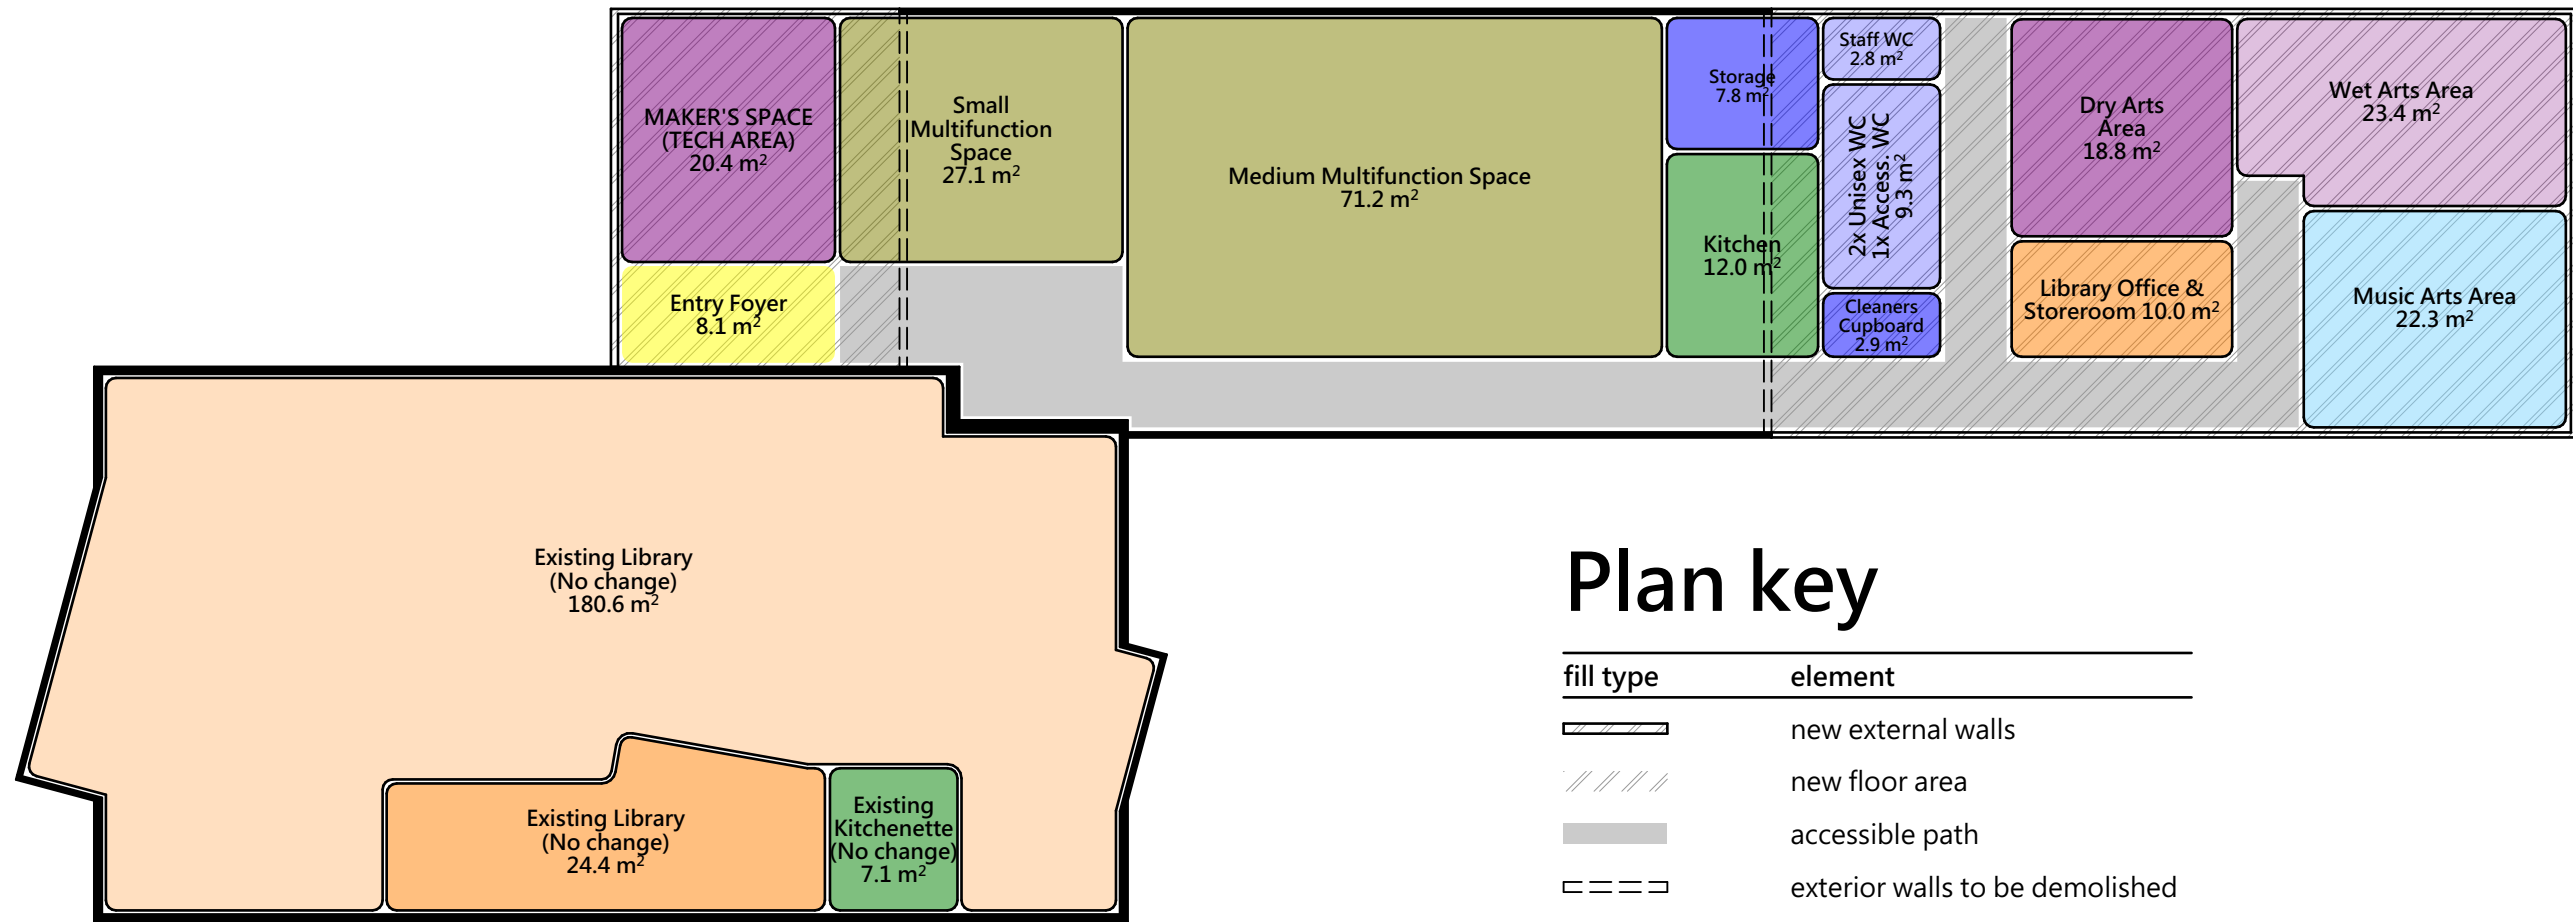 MAKER'S SPACE
(TECH AREA)
20.4 m²
Small
Multifunction
Space
27.1 m²
Medium Multifunction Space
71.2 m²
Storage
7.8 m²
Staff WC
2.8 m²
2x Unisex WC
1x Access. WC
9.3 m²
Dry Arts
Area
18.8 m²
Wet Arts Area
23.4 m²
Entry Foyer
8.1 m²
Kitchen
12.0 m²
Cleaners
Cupboard
2.9 m²
Library Office &
Storeroom 10.0 m²
Music Arts Area
22.3 m²
Existing Library
(No change)
180.6 m²
Existing Library
(No change)
24.4 m²
Existing
Kitchenette
(No change)
7.1 m²
Plan key
fill type element
new external walls
new floor area
accessible path
exterior walls to be demolished